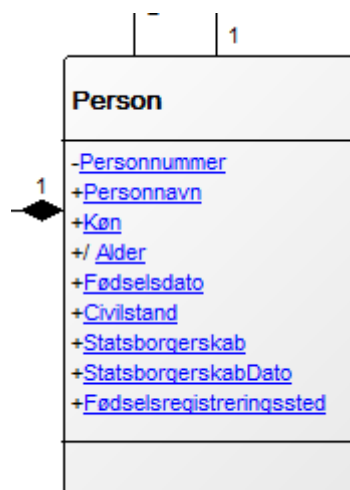 1
Person
1
-Personnummer
+Personnavn
+Køn
+/ Alder
+Fødselsdato
+Civilstand
+Statsborgerskab
+StatsborgerskabDato
+Fødselsregistreringssted